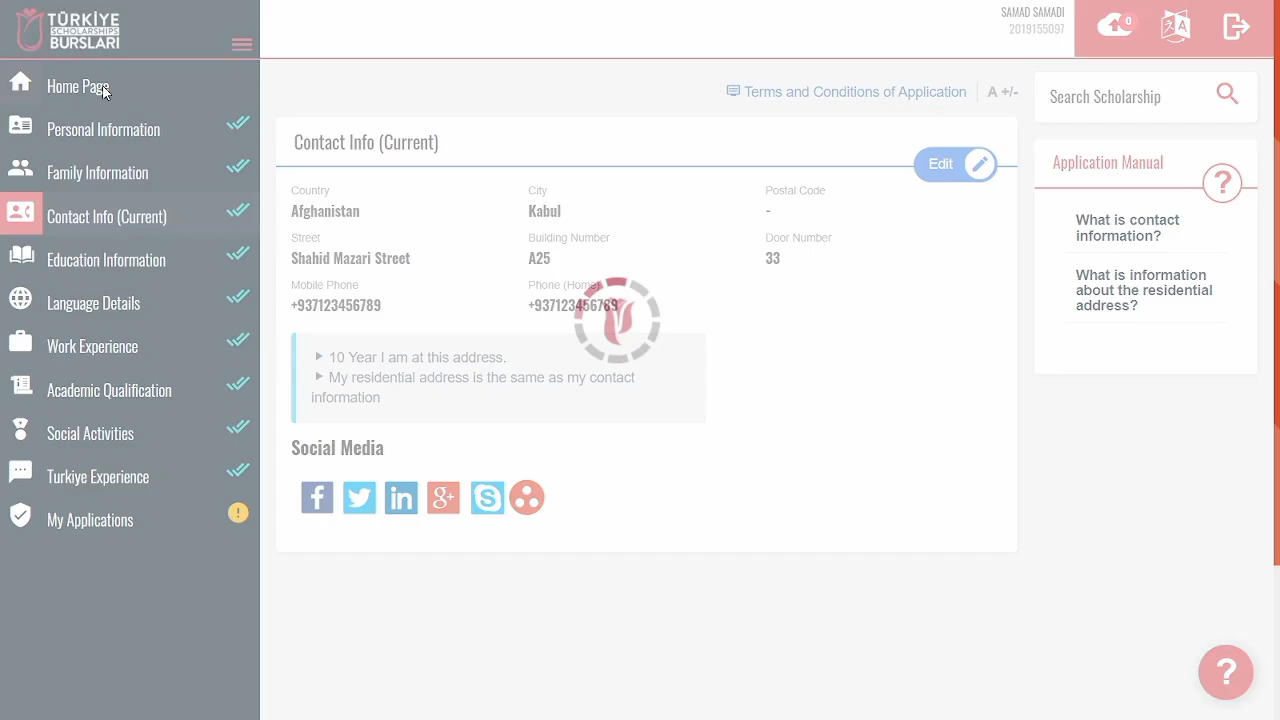 TÜRKİYE
SCHOLARSHIPS
BURSLARI
SAMAD SAMADI
2019155097
0
A
Home Page
Personal Information
Family Information
Contact Info (Current)
Education Information
Language Details
Work Experience
Academic Qualification
Social Activities
Turkiye Experience
My Applications
!
Terms and Conditions of Application
A +/-
Contact Info (Current)
Edit
Country
City
Postal Code
Afghanistan
Kabul
-
Street
Building Number
Door Number
Shahid Mazari Street
A25
33
Mobile Phone
Phone (Home)
+937123456789
+937123456789
10 Year I am at this address.
My residential address is the same as my contact
information
Social Media
f
in
g+
S
Search Scholarship
Application Manual
?
What is contact
information?
What is information
about the residential
address?
?